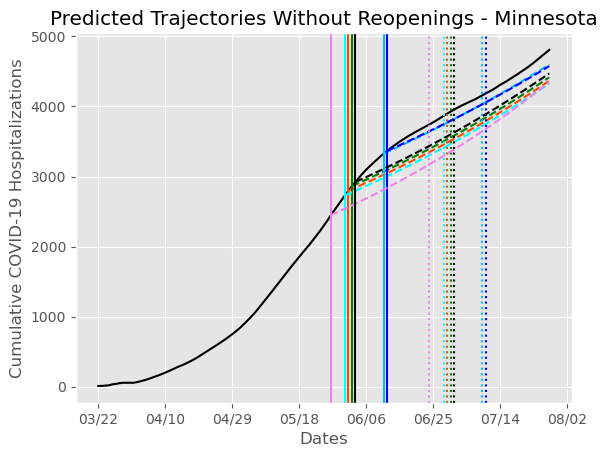 Predicted Trajectories Without Reopenings - Minnesota
Cumulative COVID-19 Hospitalizations
5000
4000
3000
2000
1000
0
03/22 04/10 04/29 05/18 06/06 06/25 07/14 08/02
Dates